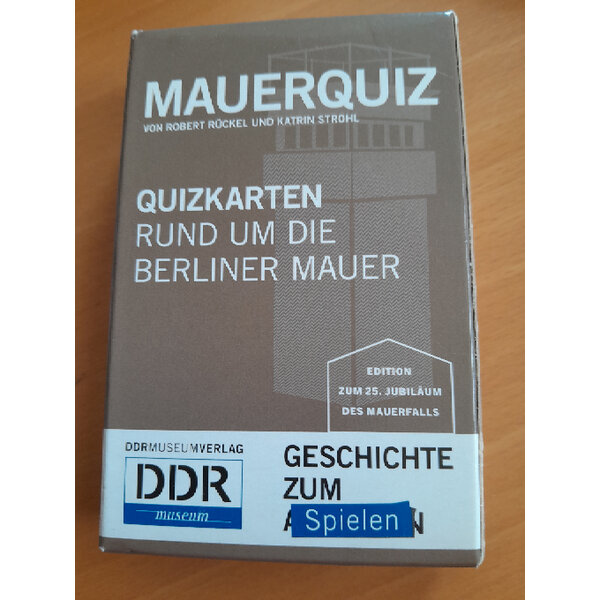 MAUERQUIZ
VON ROBERT RÜCKEL UND KATRIN STROHL
QUIZKARTEN
RUND UM DIE
BERLINER MAUER
EDITION
ZUM 25. JUBILÄUM
DES MAUERFALLS
DDRMUSEUMVERLAG
DDR
museum
GESCHICHTE
ZUM
Spielen